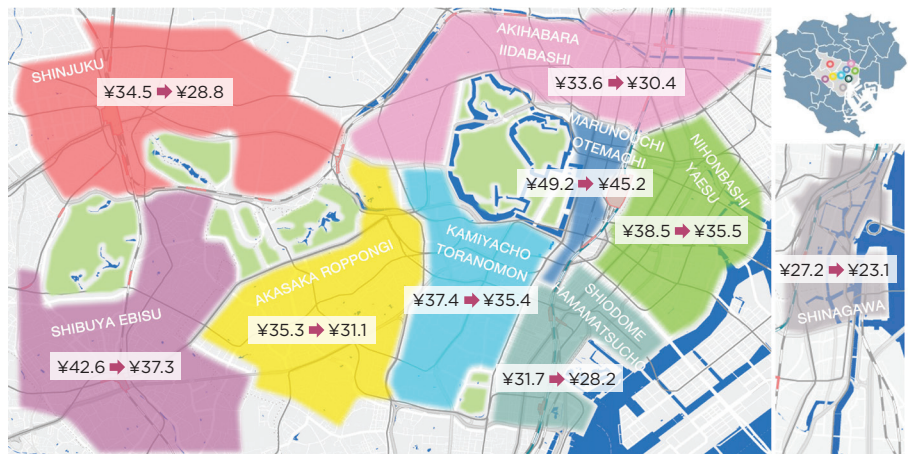 SHINJUKU
¥34.5 ➡ ¥28.8
AKIHABARA
IIDABASHI
¥33.6 ➡ ¥30.4
MARUNOUCHI
OTEMACHI
¥49.2 ➡ ¥45.2
NIHONBASHI
YAESU
¥38.5 ➡ ¥35.5
KAMIYACHO
TORANOMON
¥37.4 ➡ ¥35.4
AKASAKA ROPPONGI
¥35.3 ➡ ¥31.1
SHIBUYA EBISU
¥42.6 ➡ ¥37.3
SHIODOME
HAMAMATSUCHO
¥31.7 ➡ ¥28.2
¥27.2 ➡ ¥23.1
SHINAGAWA